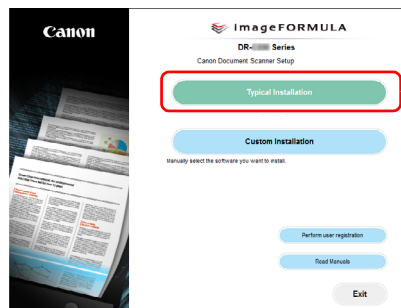 Canon
imageFORMULA
DR- Series
Canon Document Scanner Setup
Typical Installation
Custom Installation
Manually select the software you want to install.
Perform user registration
Read Manuals
Exit